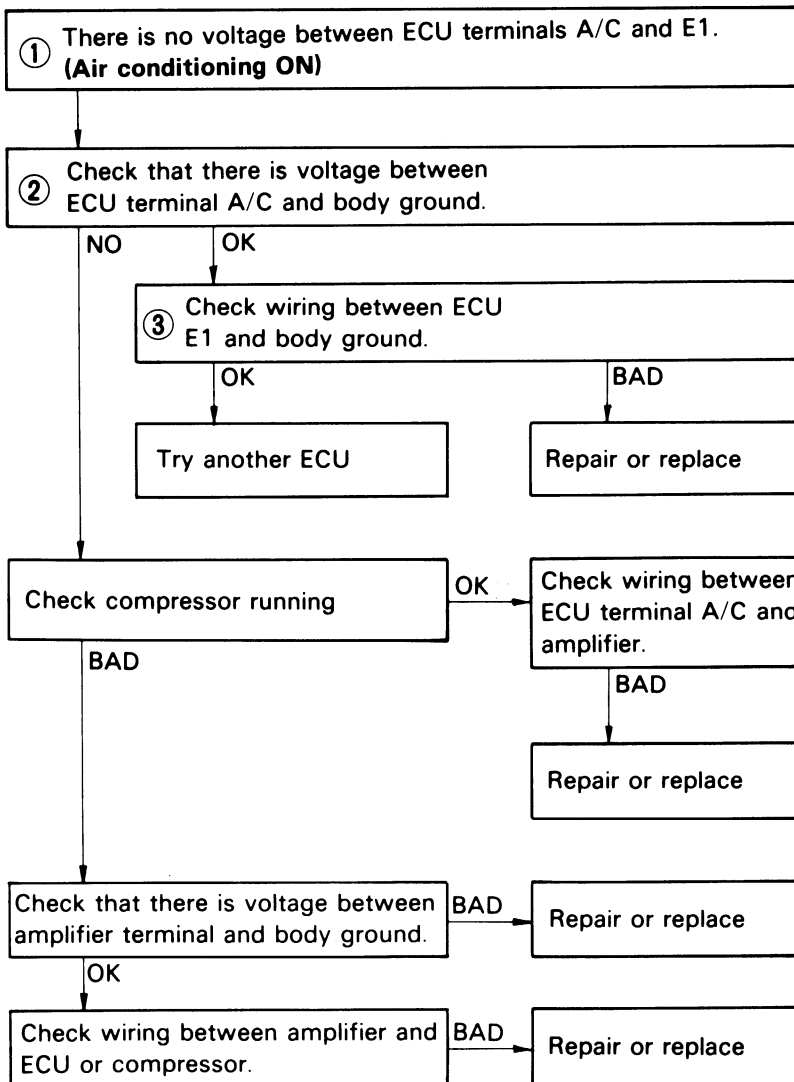 ① There is no voltage between ECU terminals A/C and E1.
(Air conditioning ON)
② Check that there is voltage between
ECU terminal A/C and body ground.
NO
OK
③ Check wiring between ECU
E1 and body ground.
OK
BAD
Try another ECU
Repair or replace
Check compressor running
OK
Check wiring between
ECU terminal A/C and
amplifier.
BAD
BAD
Repair or replace
Check that there is voltage between
amplifier terminal and body ground.
BAD
Repair or replace
OK
Check wiring between amplifier and
ECU or compressor.
BAD
Repair or replace